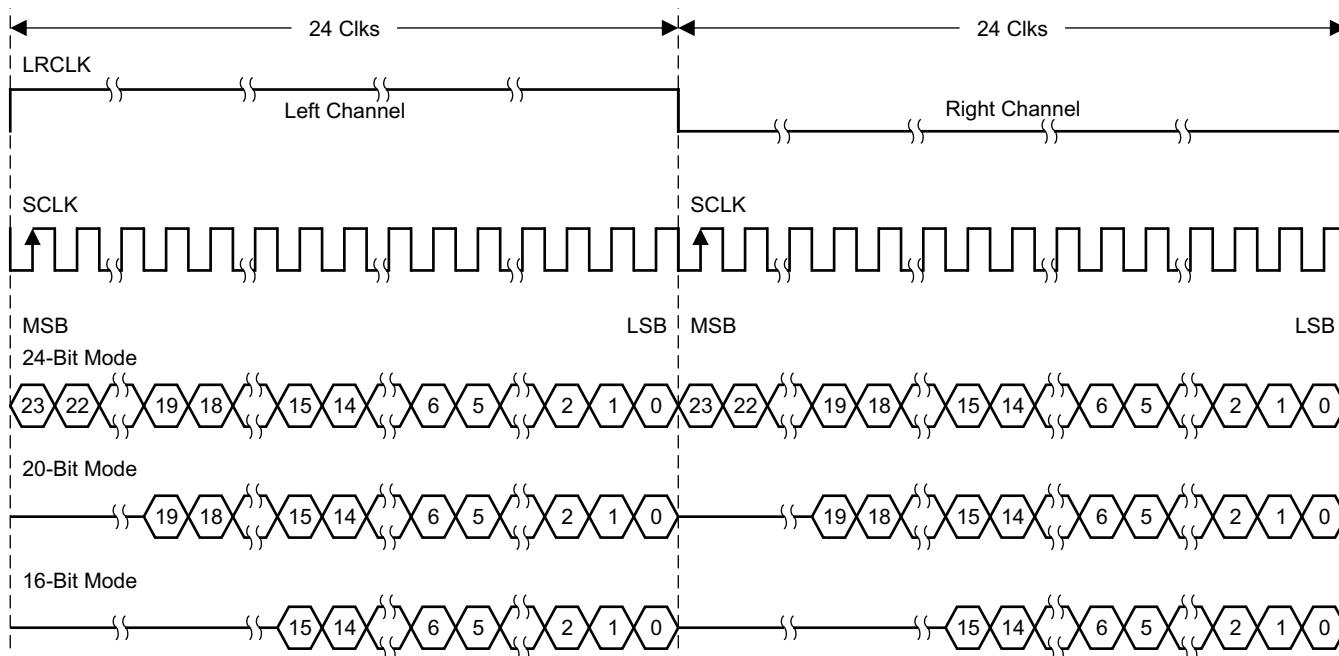 24 Clks 24 Clks
LRCLK
Left Channel Right Channel
SCLK SCLK
MSB LSB MSB LSB
24-Bit Mode
23 22 19 18 15 14 6 5 2 1 0 23 22 19 18 15 14 6 5 2 1 0
20-Bit Mode
19 18 15 14 6 5 2 1 0 19 18 15 14 6 5 2 1 0
16-Bit Mode
15 14 6 5 2 1 0 15 14 6 5 2 1 0